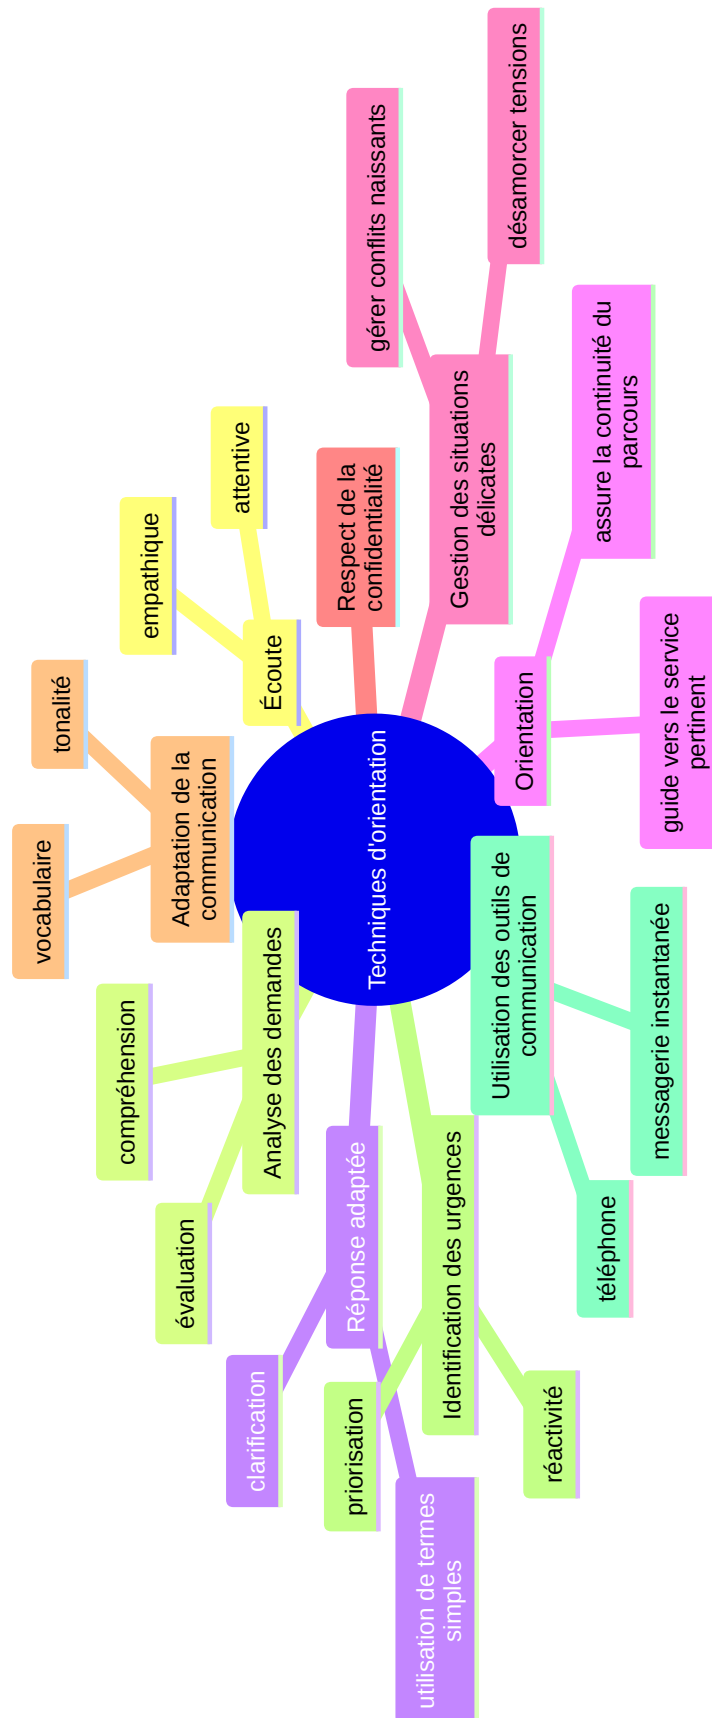 Techniques d'orientation
Écoute
empathique
attentive
Adaptation de la
communication
vocabulaire
tonalité
Analyse des demandes
compréhension
évaluation
Réponse adaptée
clarification
utilisation de termes
simples
Identification des urgences
priorisation
réactivité
Utilisation des outils de
communication
téléphone
messagerie instantanée
Orientation
guide vers le service
pertinent
assure la continuité du
parcours
Gestion des situations
délicates
gérer conflits naissants
désamorcer tensions
Respect de la
confidentialité